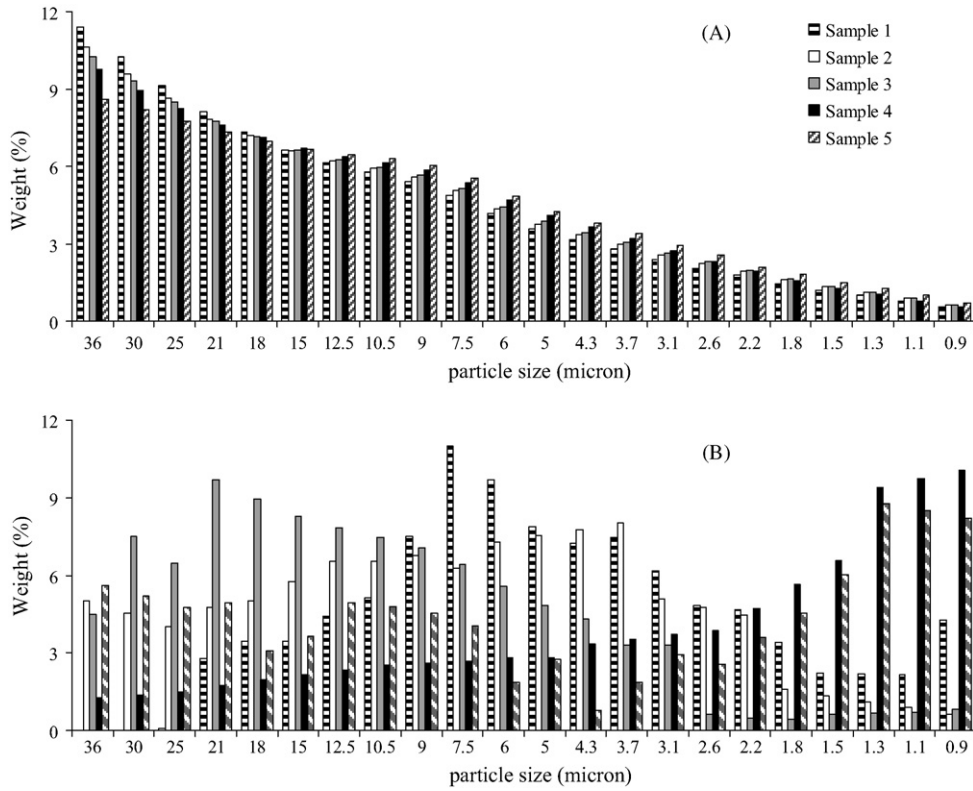 (A)
Sample 1
Sample 2
Sample 3
Sample 4
Sample 5
Weight (%)
12
9
6
3
0
36 30 25 21 18 15 12.5 10.5 9 7.5 6 5 4.3 3.7 3.1 2.6 2.2 1.8 1.5 1.3 1.1 0.9
particle size (micron)
(B)
Weight (%)
12
9
6
3
0
36 30 25 21 18 15 12.5 10.5 9 7.5 6 5 4.3 3.7 3.1 2.6 2.2 1.8 1.5 1.3 1.1 0.9
particle size (micron)